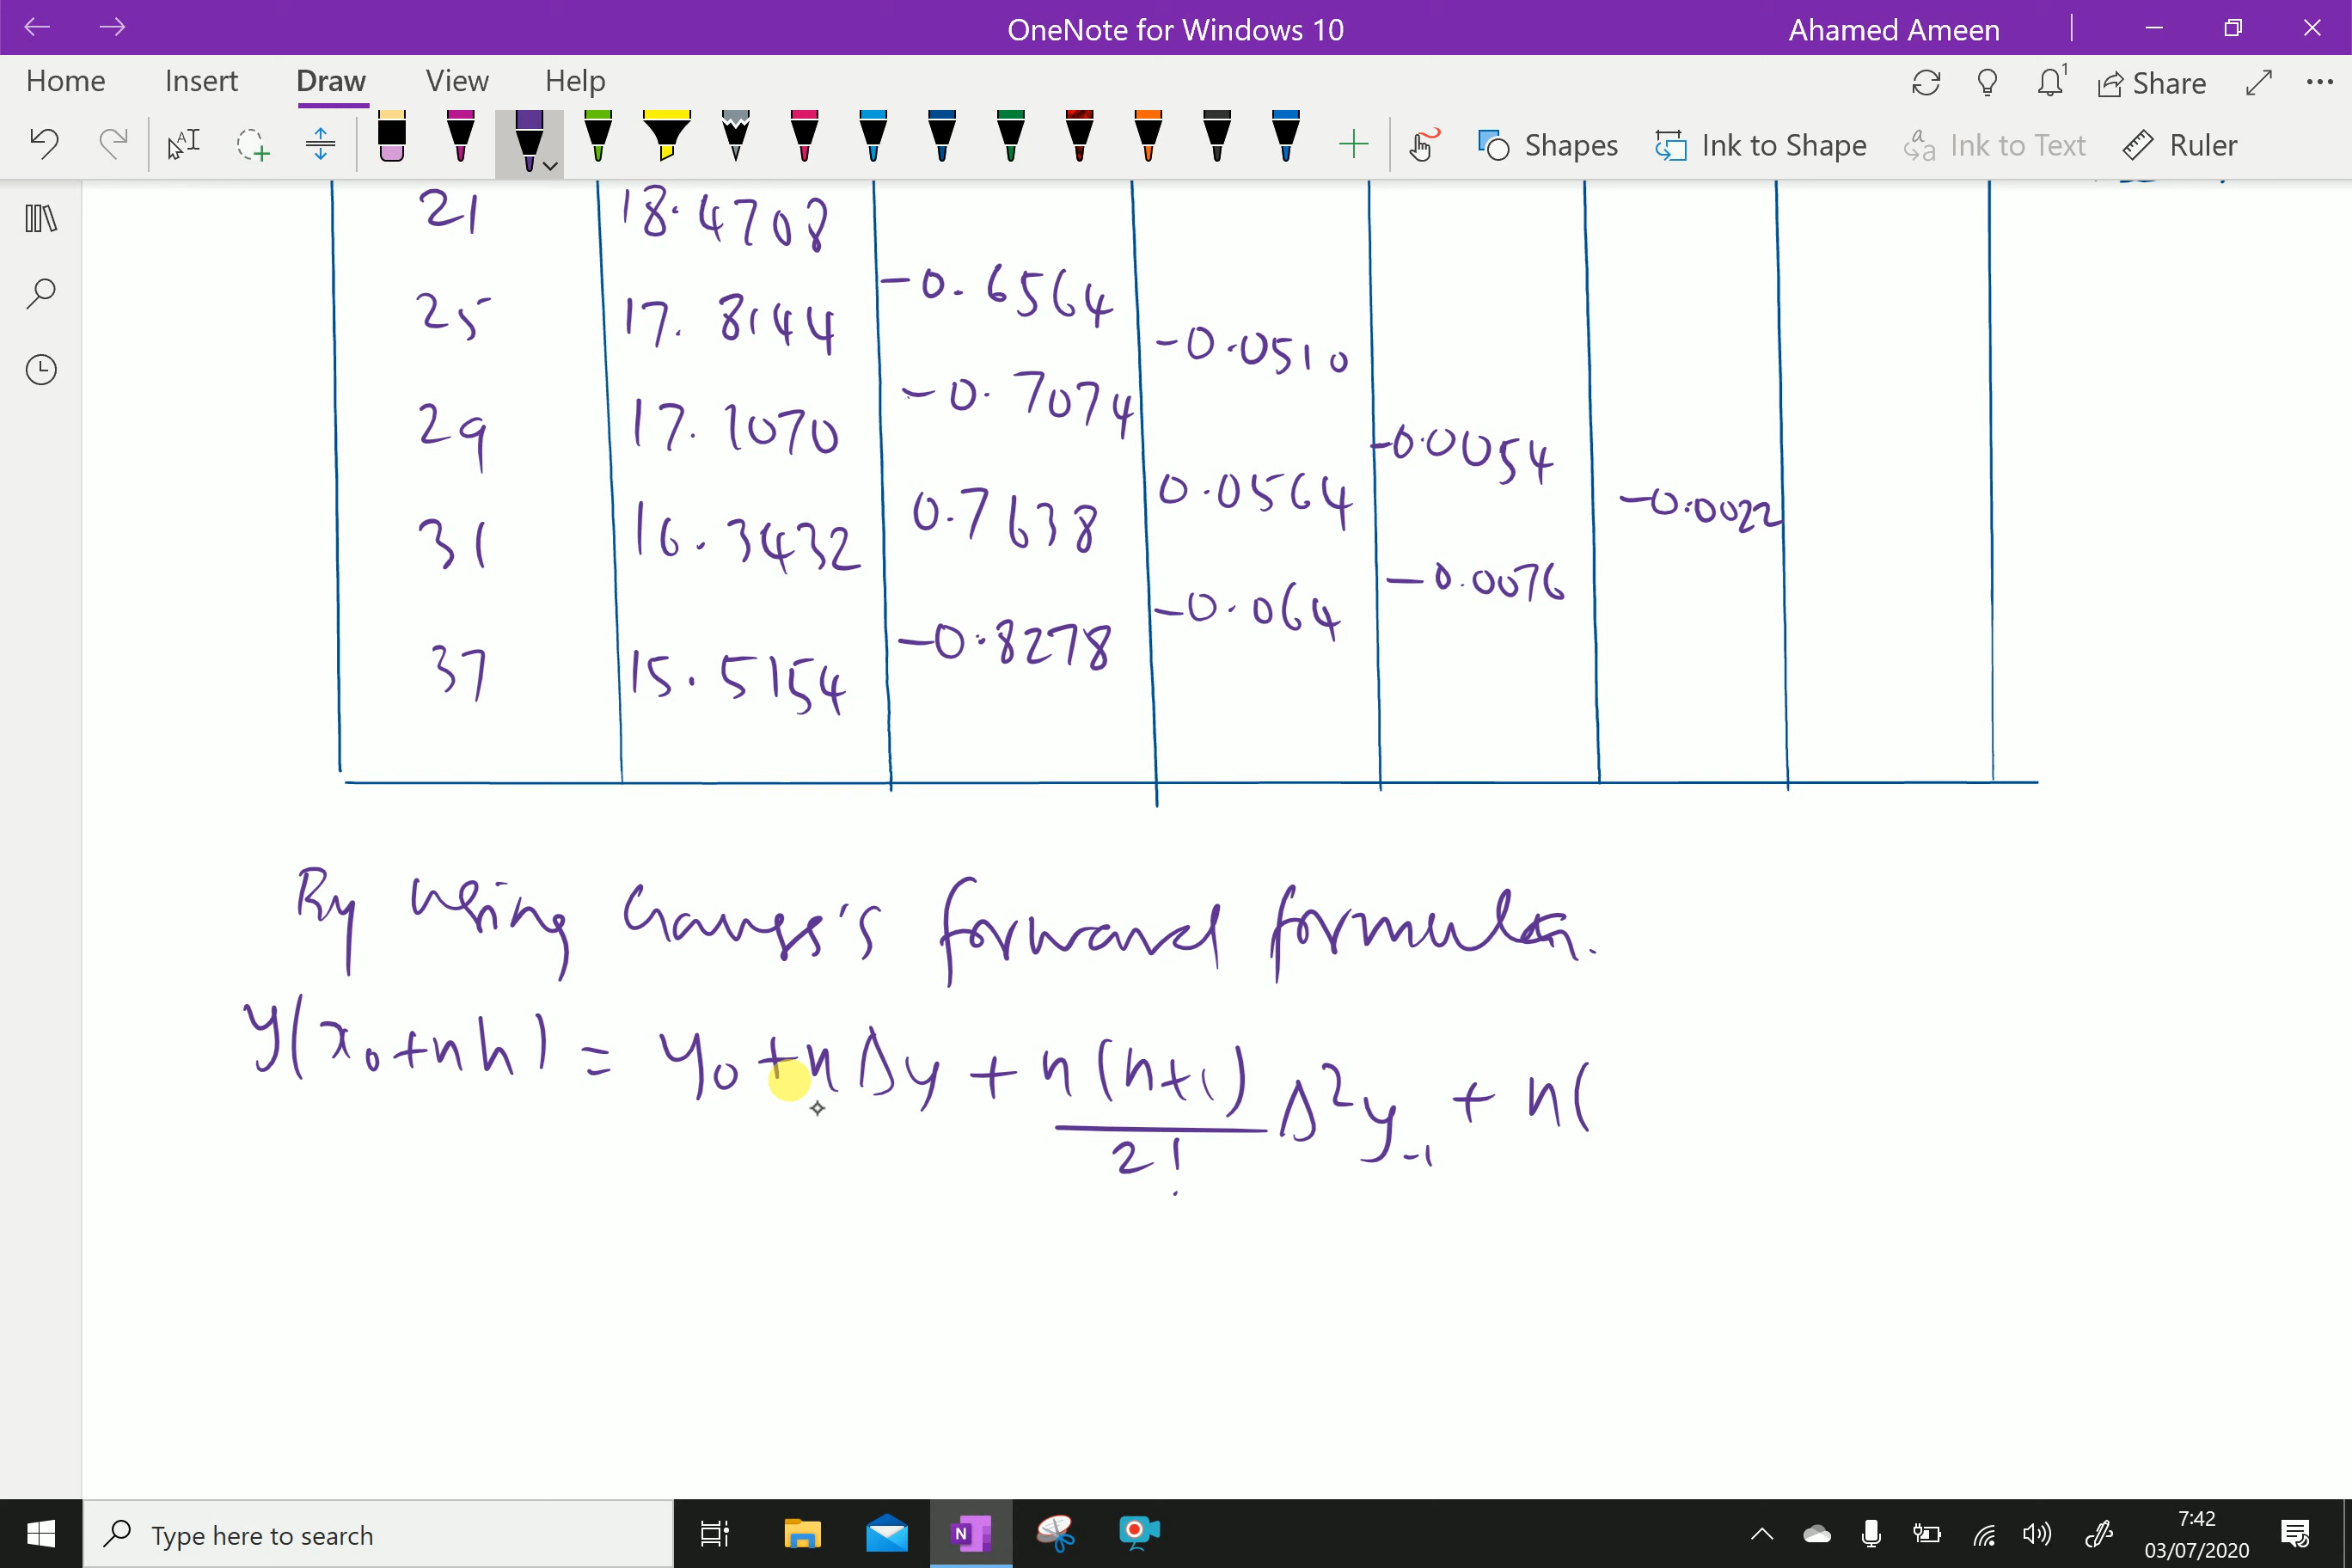 OneNote for Windows 10 Ahamed Ameen
Home Insert Draw View Help 1 Share
Shapes Ink to Shape Ink to Text Ruler
21 18.4708
-0.6564
25 17.8144 -0.0510
-0.7074
29 17.1070 -0.0054
0.7638 0.0564 -0.0022
31 16.3432 -0.0076
-0.8278 -0.064
37 15.5154
By using Gauss's forward formula.
y(x₀+nh) = y₀ + nΔy + n(n+1)/2! Δ²y₋₁ + n(
Type here to search
7:42
03/07/2020